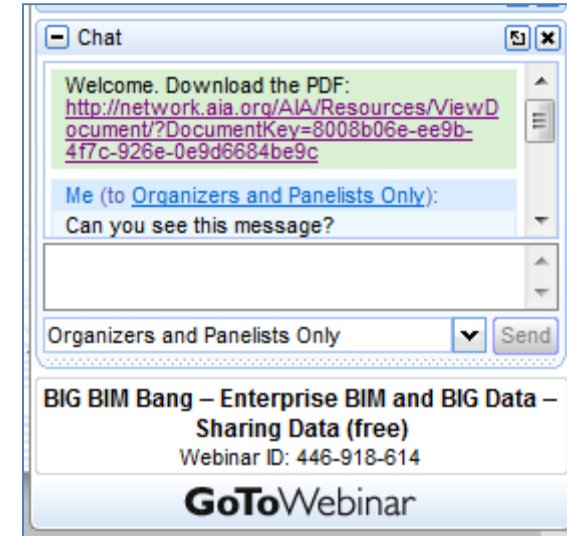 Chat
Welcome. Download the PDF:
http://network.aia.org/AIA/Resources/ViewD
ocument/?DocumentKey=8008b06e-ee9b-
4f7c-926e-0e9d6684be9c
Me (to Organizers and Panelists Only):
Can you see this message?
Organizers and Panelists Only
Send
BIG BIM Bang – Enterprise BIM and BIG Data –
Sharing Data (free)
Webinar ID: 446-918-614
GoToWebinar